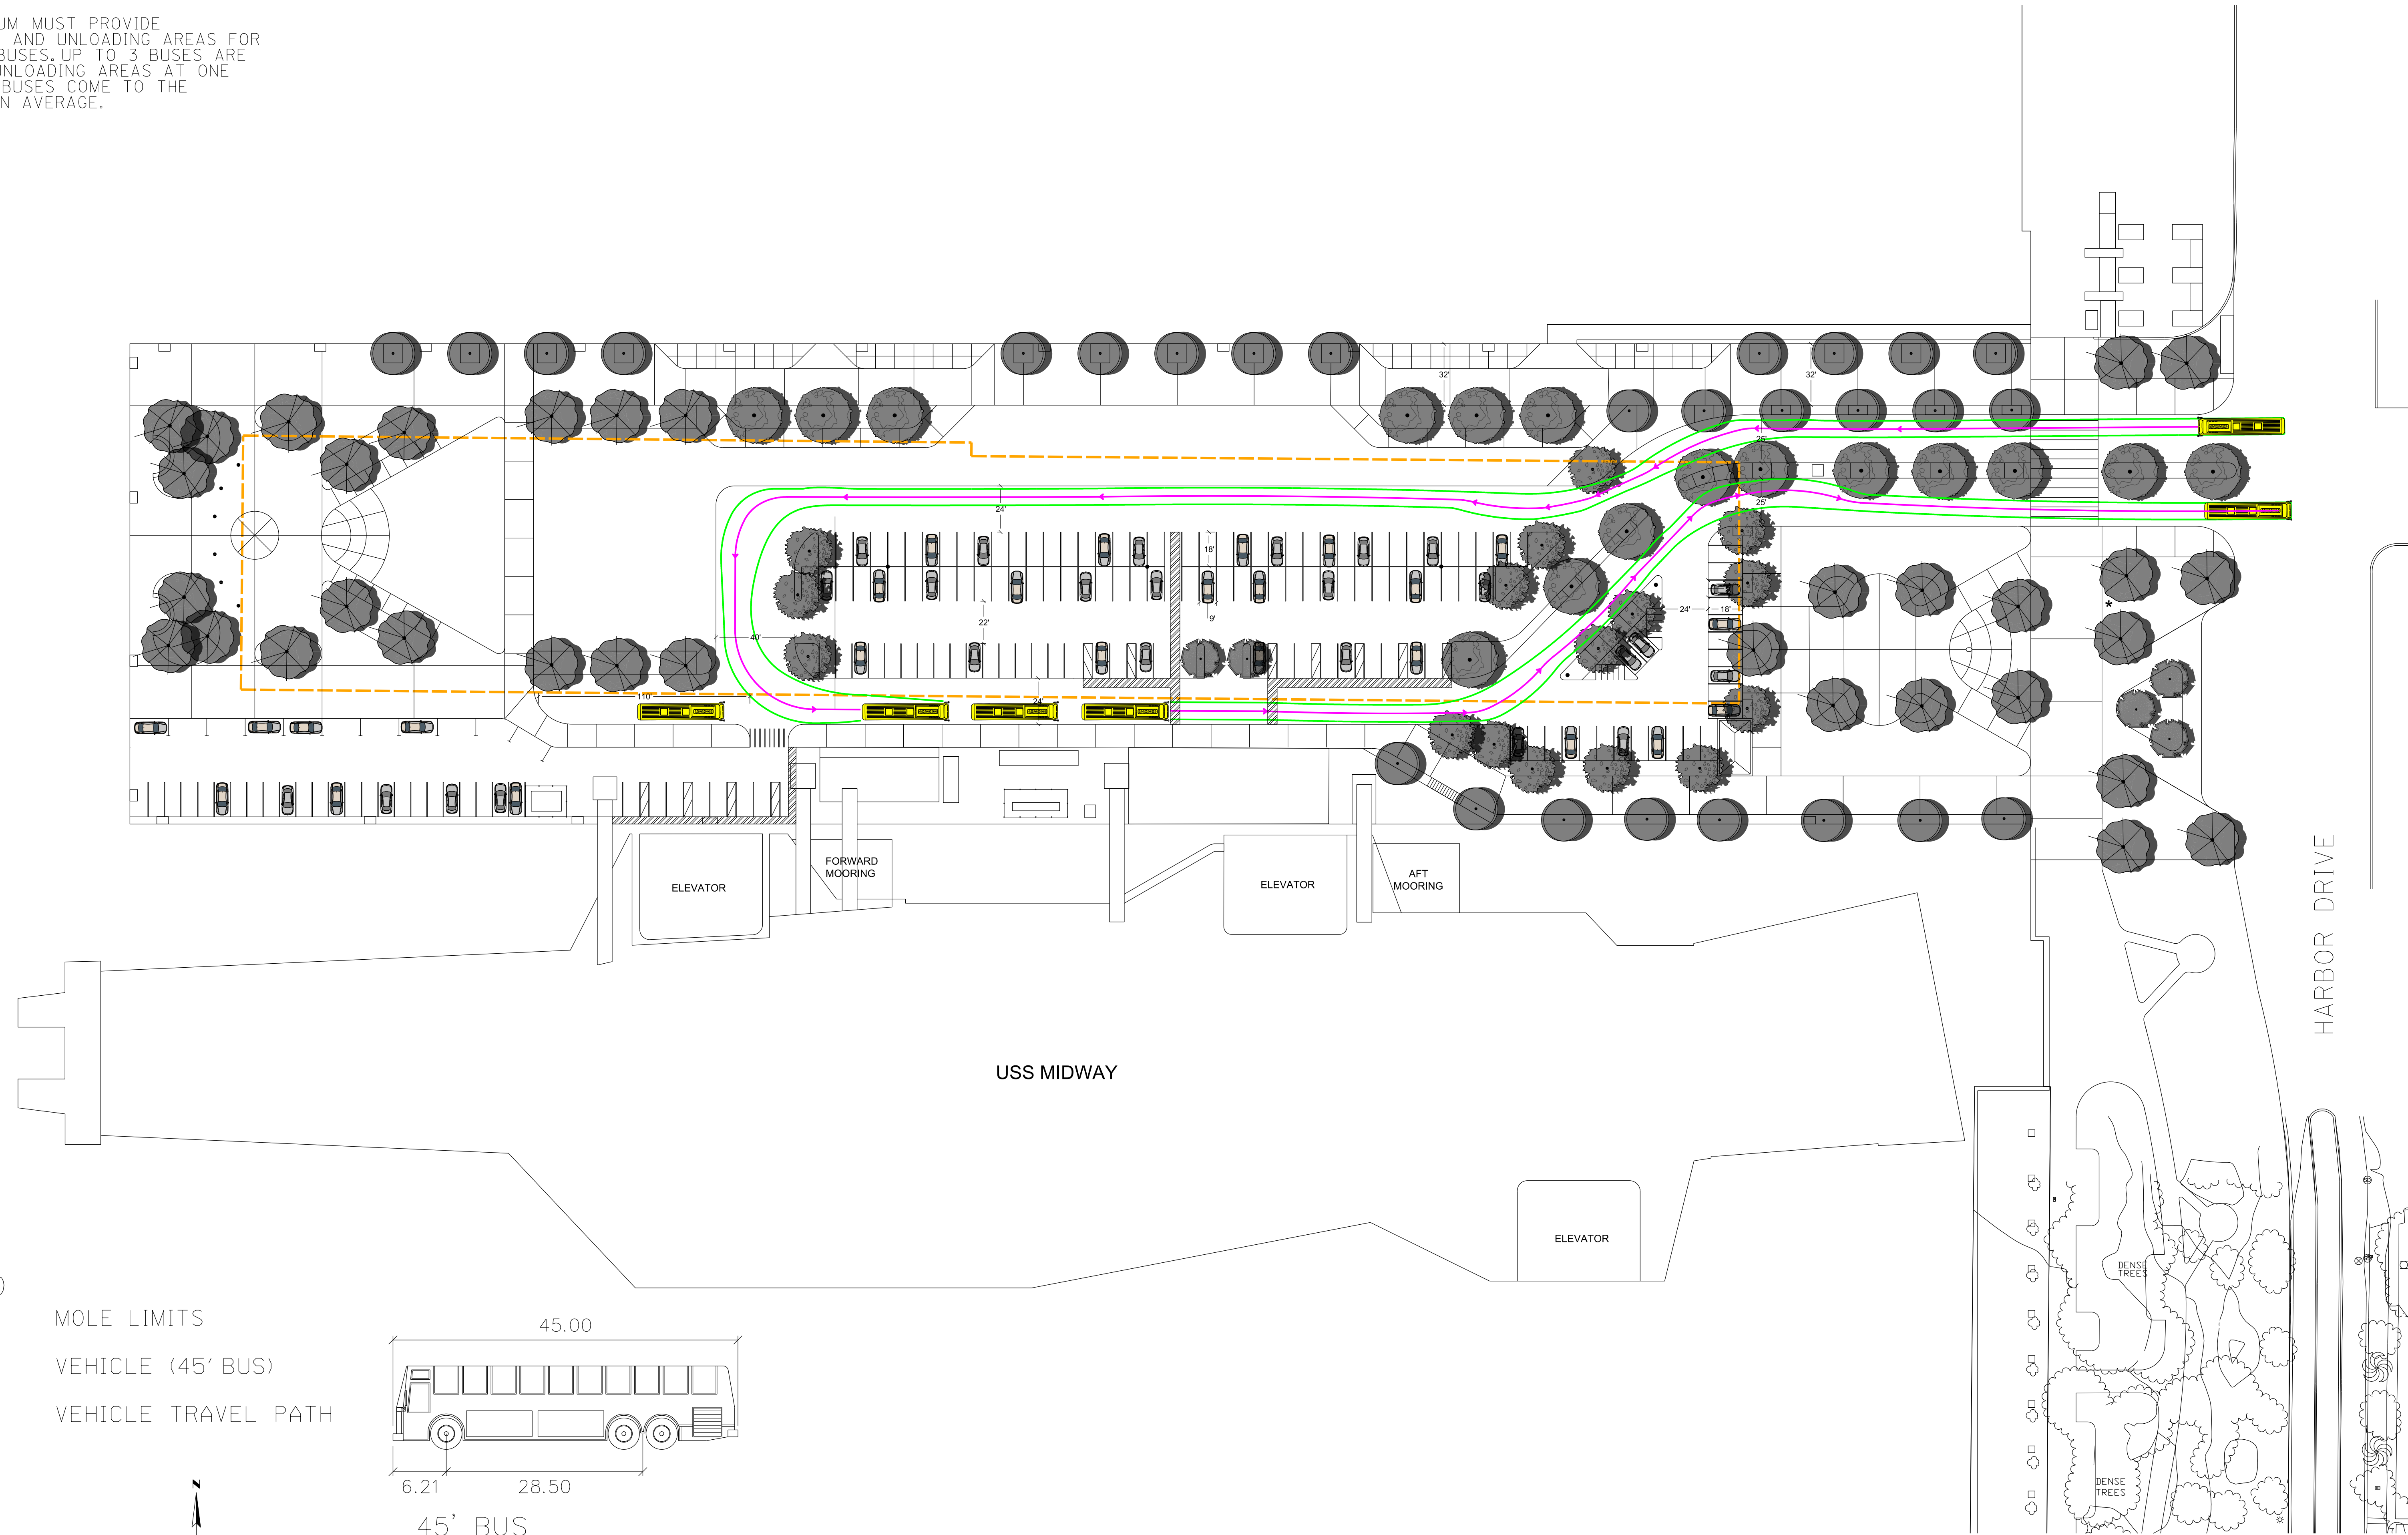 UM MUST PROVIDE
AND UNLOADING AREAS FOR
BUSES. UP TO 3 BUSES ARE
NLOADING AREAS AT ONE
BUSES COME TO THE
N AVERAGE.
32'
32'
25'
25'
24'
18'
9'
22'
24'
18'
40'
110'
24'
*
FORWARD
MOORING
ELEVATOR
ELEVATOR
AFT
MOORING
HARBOR DRIVE
USS MIDWAY
ELEVATOR
DENSE
TREES
DENSE
TREES
)
MOLE LIMITS
VEHICLE (45' BUS)
VEHICLE TRAVEL PATH
45.00
6.21
28.50
45' BUS
N